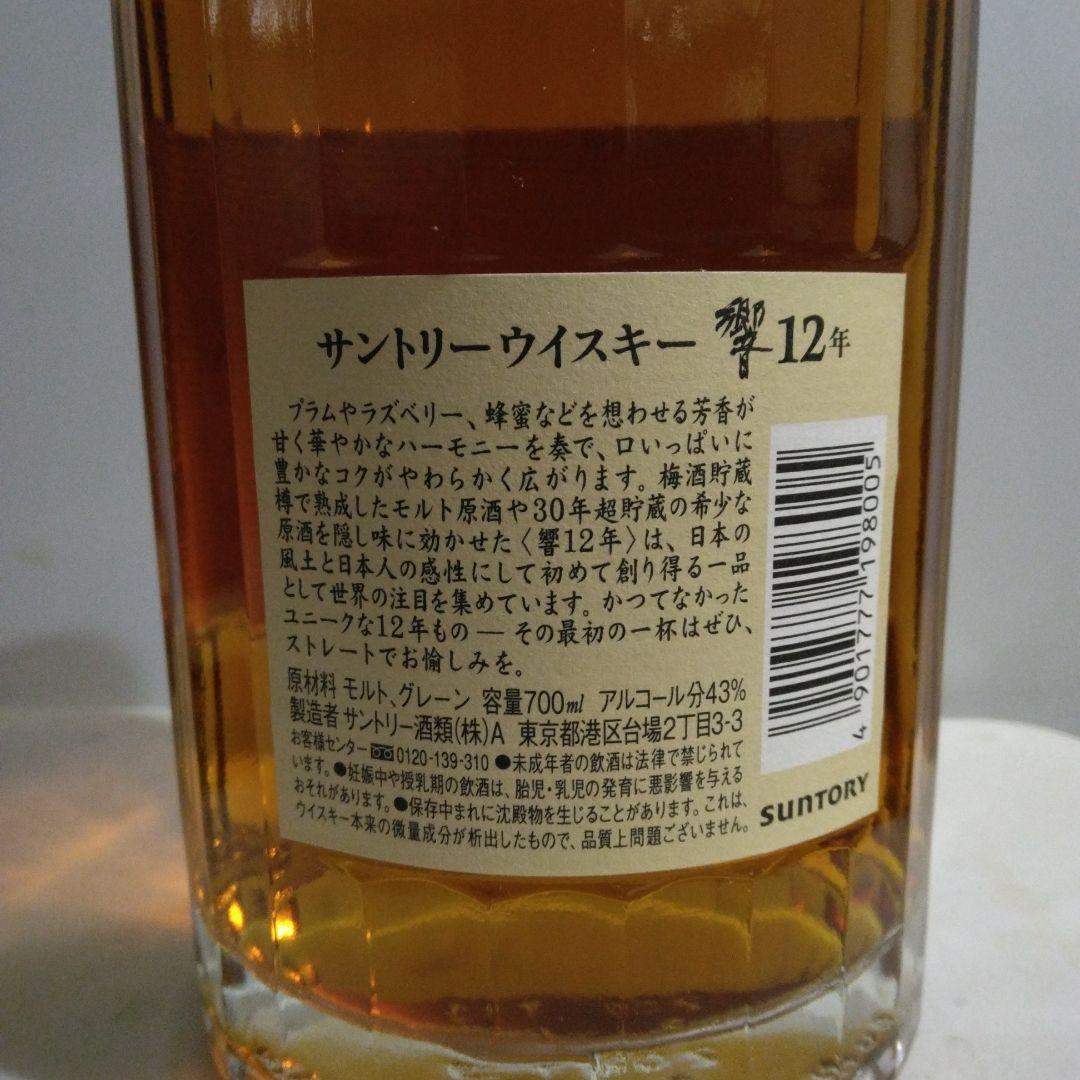 サントリーウイスキー 響 12年
プラムやラズベリー、蜂蜜などを想わせる芳香が
甘く華やかなハーモニーを奏で、口いっぱいに
豊かなコクがやわらかく広がります。梅酒貯蔵
樽で熟成したモルト原酒や30年超貯蔵の希少な
原酒を隠し味に効かせた〈響12年〉は、日本の
風土と日本人の感性にして初めて創り得る一品
として世界の注目を集めています。かつてなかった
ユニークな12年もの ― その最初の一杯はぜひ、
ストレートでお愉しみを。
原材料 モルト、グレーン 容量700ml アルコール分43%
製造者 サントリー酒類(株)A 東京都港区台場2丁目3-3
お客様センター 0120-139-310 ●未成年者の飲酒は法律で禁じられて
います。●妊娠中や授乳期の飲酒は、胎児・乳児の発育に悪影響を与える
おそれがあります。●保存中まれに沈殿物を生じることがあります。これは、
ウイスキー本来の微量成分が析出したもので、品質上問題ございません。
4 901777 198005
SUNTORY